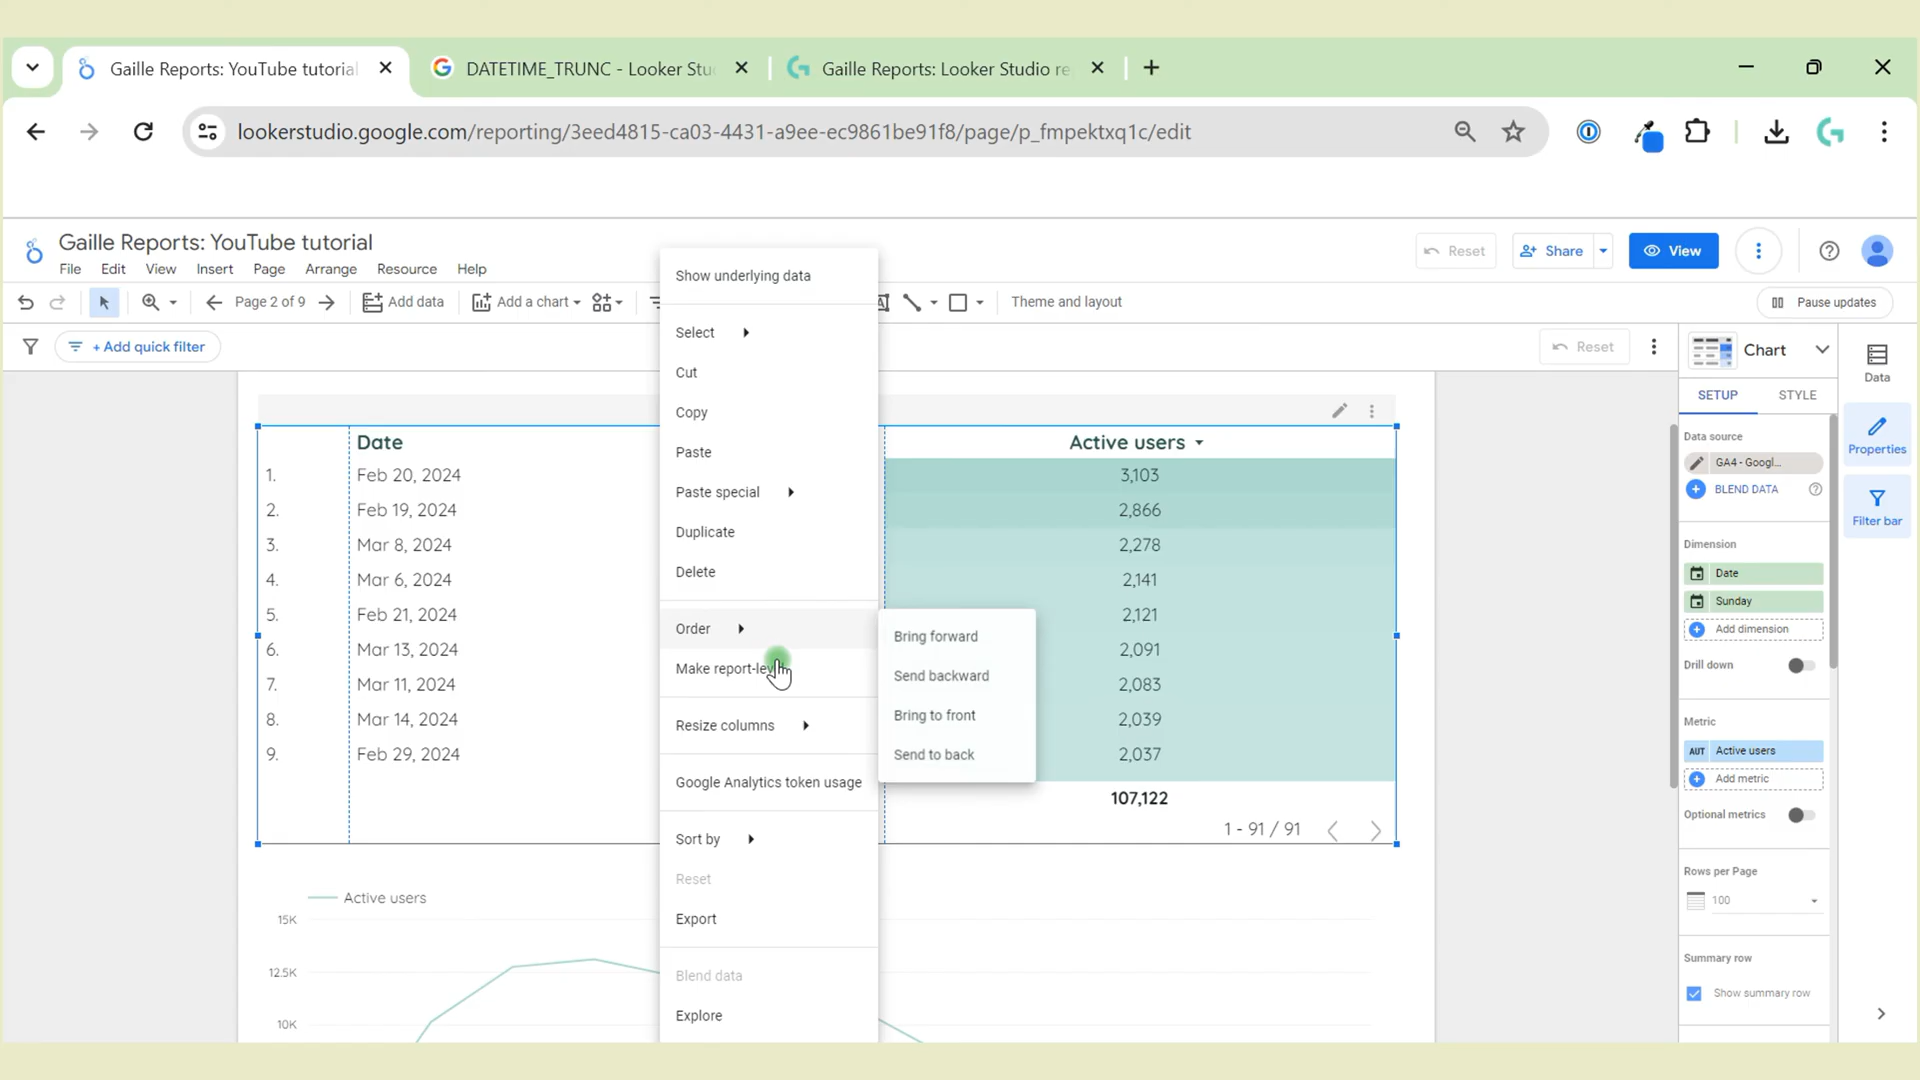 Gaille Reports: YouTube tutorial
DATETIME_TRUNC - Looker Stu
Gaille Reports: Looker Studio re
lookerstudio.google.com/reporting/3eed4815-ca03-4431-a9ee-ec9861be91f8/page/p_fmpektxq1c/edit
Gaille Reports: YouTube tutorial
File Edit View Insert Page Arrange Resource Help
Reset
Share
View
Page 2 of 9
Add data
Add a chart
Theme and layout
Pause updates
+ Add quick filter
Reset
Show underlying data
Select
Cut
Copy
Paste
Paste special
Duplicate
Delete
Order
Make report-level
Resize columns
Google Analytics token usage
Sort by
Reset
Export
Blend data
Explore
Bring forward
Send backward
Bring to front
Send to back
Date Active users
1. Feb 20, 2024 3,103
2. Feb 19, 2024 2,866
3. Mar 8, 2024 2,278
4. Mar 6, 2024 2,141
5. Feb 21, 2024 2,121
6. Mar 13, 2024 2,091
7. Mar 11, 2024 2,083
8. Mar 14, 2024 2,039
9. Feb 29, 2024 2,037
107,122
1 - 91 / 91
Active users
15K
12.5K
10K
Chart
SETUP STYLE
Data source
GA4 - Googl...
BLEND DATA
Dimension
Date
Sunday
Add dimension
Drill down
Metric
AUT Active users
Add metric
Optional metrics
Rows per Page
100
Summary row
Show summary row
Data
Properties
Filter bar